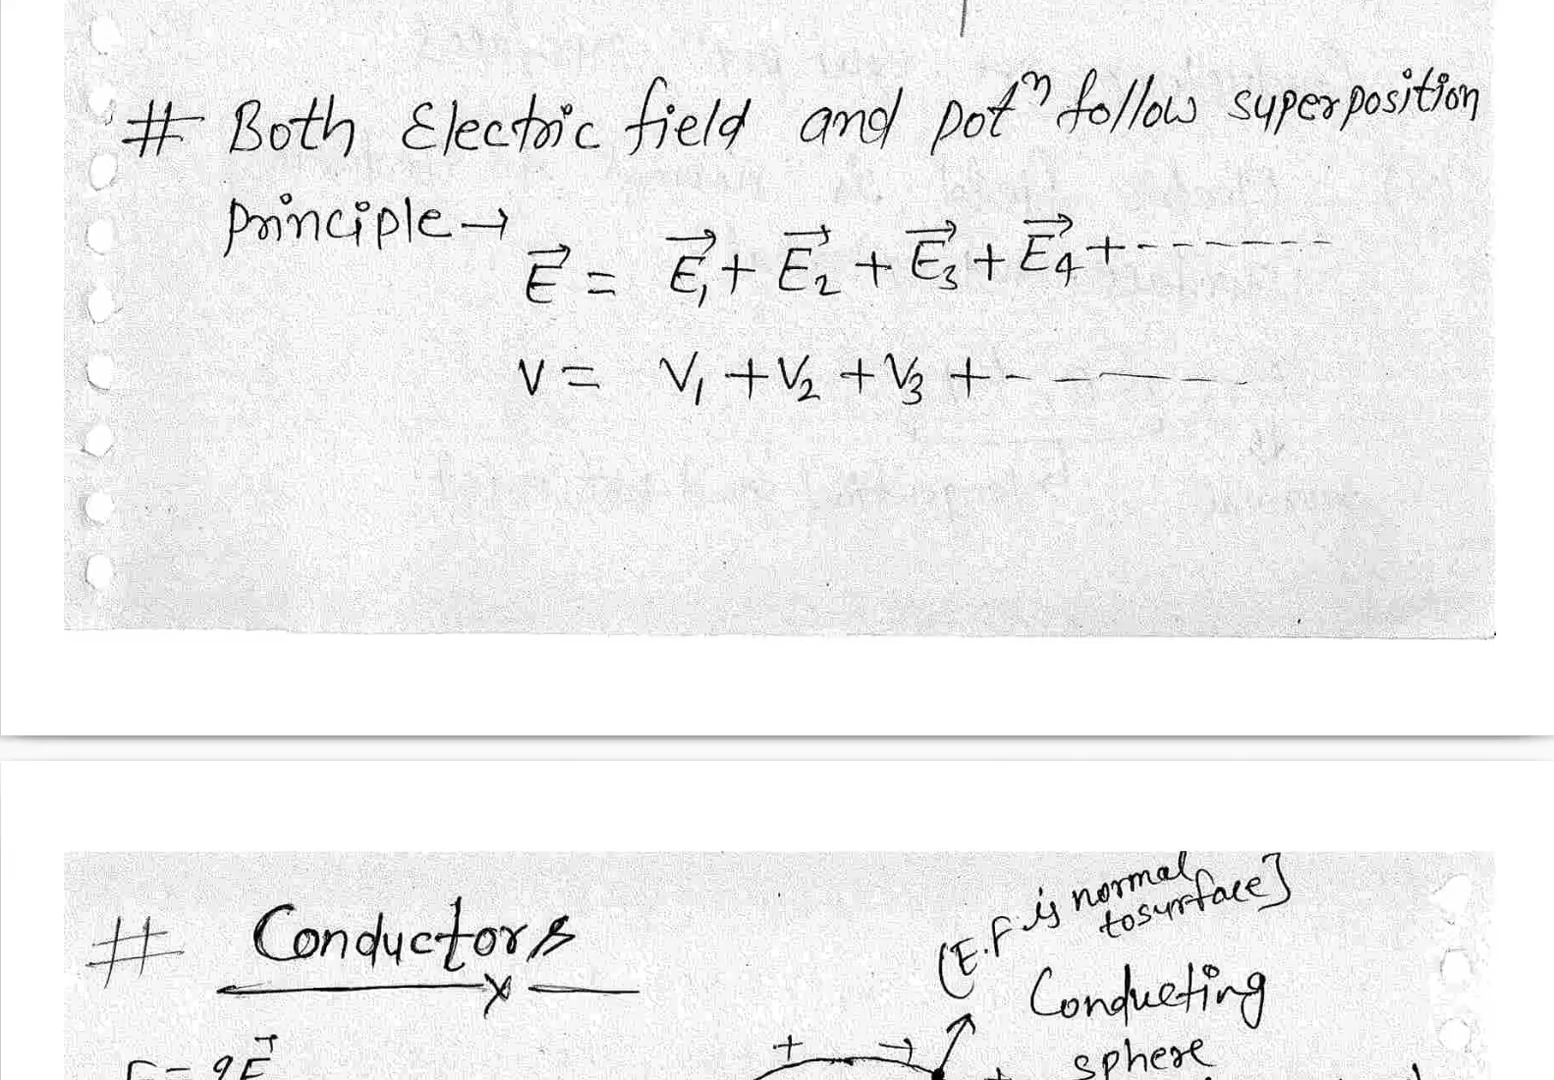 # Both Electric field and potⁿ follow superposition
principle →
E⃗ = E⃗₁ + E⃗₂ + E⃗₃ + E⃗₄ + - - - - - - -
V = V₁ + V₂ + V₃ + - - - - - -
# Conductors
(E.F is normal
to surface]
Conducting
sphere
F = qE⃗
+ +